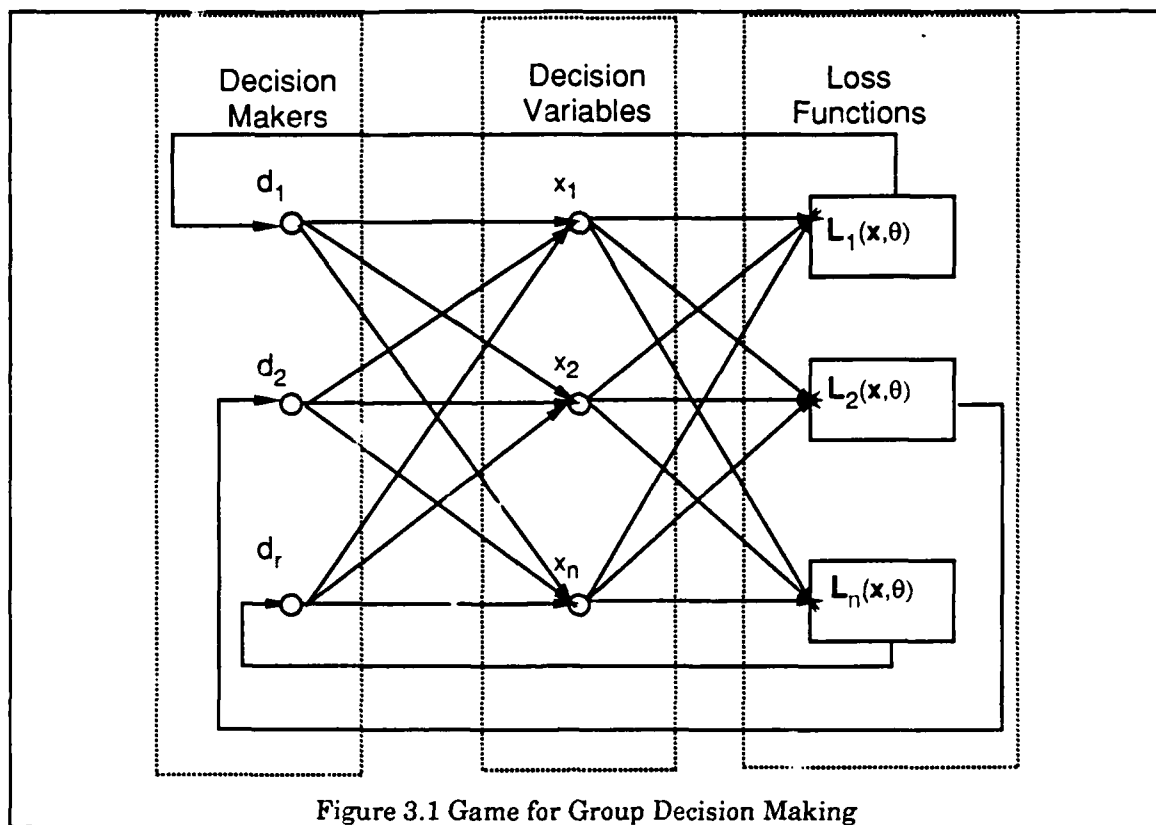 Decision Makers
Decision Variables
Loss Functions
d1
x1
L1(x,θ)
d2
x2
L2(x,θ)
dr
xn
Ln(x,θ)
Figure 3.1 Game for Group Decision Making